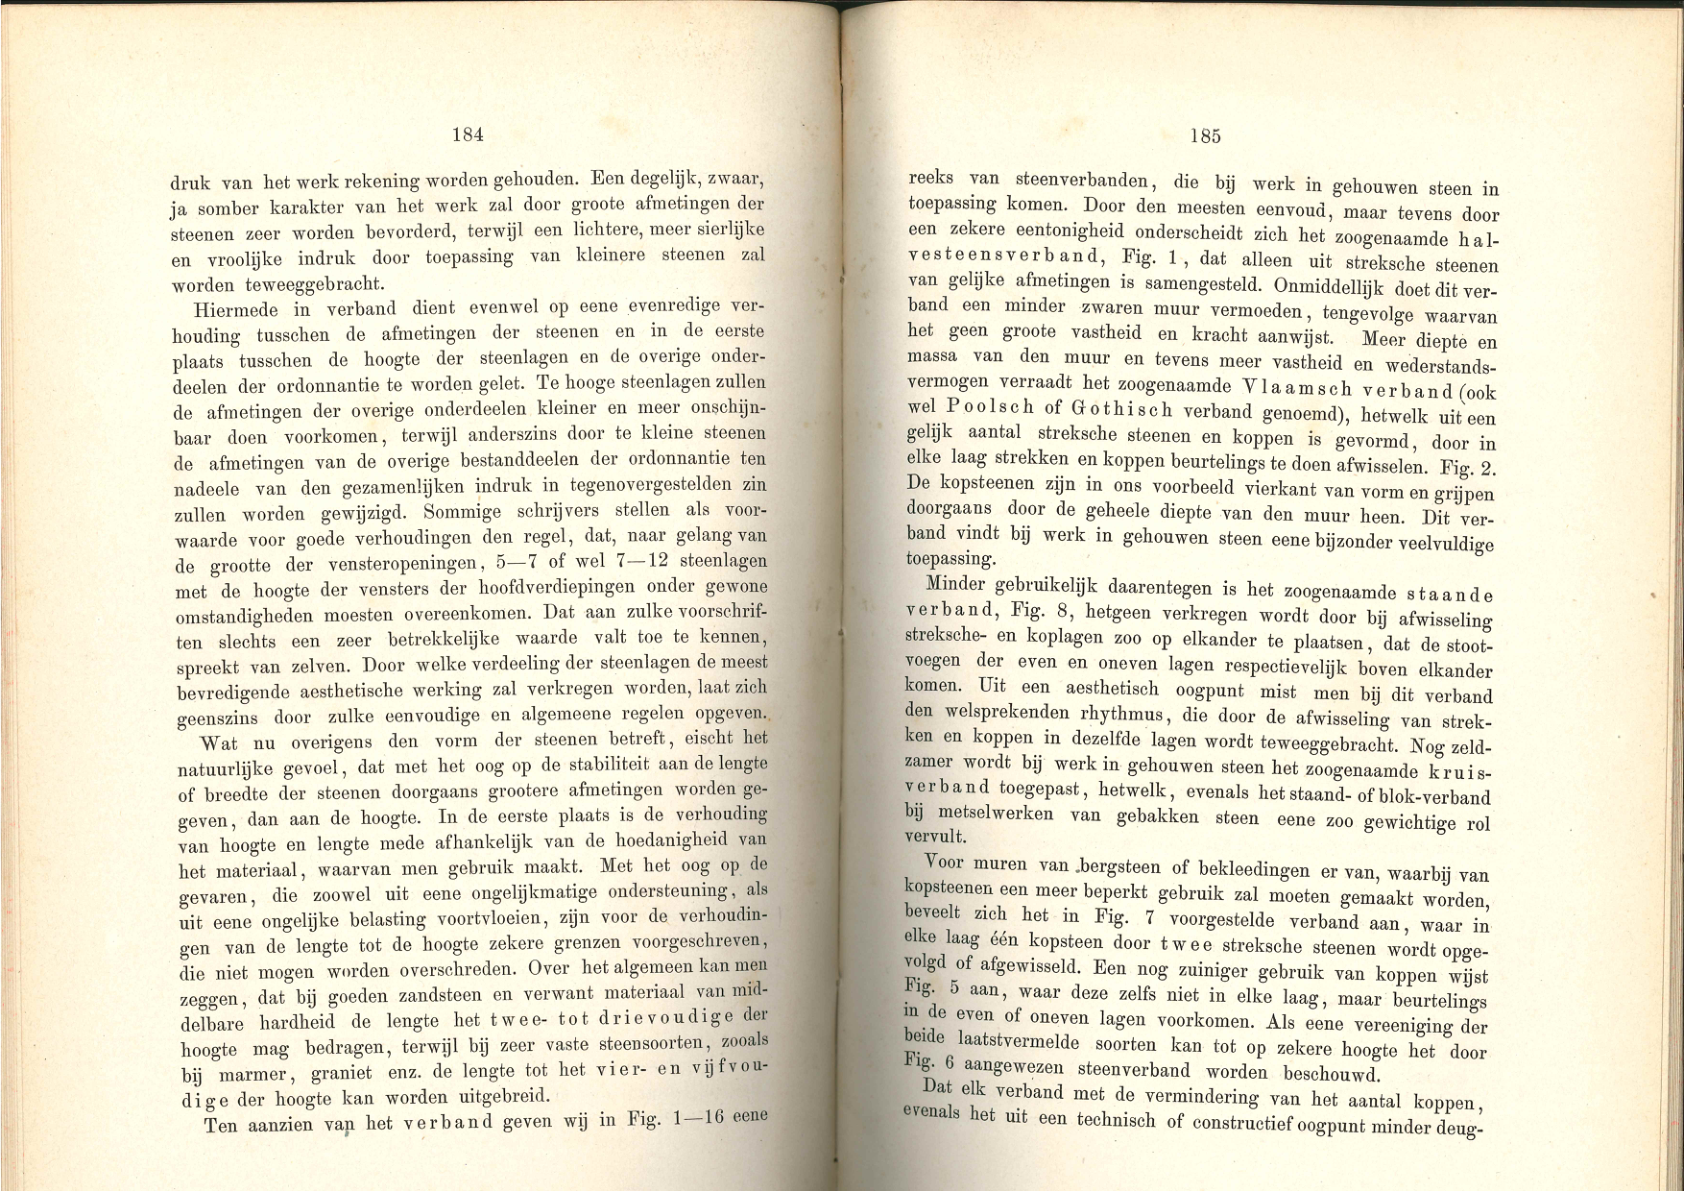 184
druk van het werk rekening worden gehouden. Een degelijk, zwaar,
ja somber karakter van het werk zal door groote afmetingen der
steenen zeer worden bevorderd, terwijl een lichtere, meer sierlijke
en vroolijke indruk door toepassing van kleinere steenen zal
worden teweeggebracht.
Hiermede in verband dient evenwel op eene evenredige ver-
houding tusschen de afmetingen der steenen en in de eerste
plaats tusschen de hoogte der steenlagen en de overige onder-
deelen der ordonnantie te worden gelet. Te hooge steenlagen zullen
de afmetingen der overige onderdeelen kleiner en meer onschijn-
baar doen voorkomen, terwijl anderszins door te kleine steenen
de afmetingen van de overige bestanddeelen der ordonnantie ten
nadeele van den gezamenlijken indruk in tegenovergestelden zin
zullen worden gewijzigd. Sommige schrijvers stellen als voor-
waarde voor goede verhoudingen den regel, dat, naar gelang van
de grootte der vensteropeningen, 5—7 of wel 7—12 steenlagen
met de hoogte der vensters der hoofdverdiepingen onder gewone
omstandigheden moesten overeenkomen. Dat aan zulke voorschrif-
ten slechts een zeer betrekkelijke waarde valt toe te kennen,
spreekt van zelven. Door welke verdeeling der steenlagen de meest
bevredigende aesthetische werking zal verkregen worden, laat zich
geenszins door zulke eenvoudige en algemeene regelen opgeven.
Wat nu overigens den vorm der steenen betreft, eischt het
natuurlijke gevoel, dat met het oog op de stabiliteit aan de lengte
of breedte der steenen doorgaans grootere afmetingen worden ge-
geven, dan aan de hoogte. In de eerste plaats is de verhouding
van hoogte en lengte mede afhankelijk van de hoedanigheid van
het materiaal, waarvan men gebruik maakt. Met het oog op de
gevaren, die zoowel uit eene ongelijkmatige ondersteuning, als
uit eene ongelijke belasting voortvloeien, zijn voor de verhoudin-
gen van de lengte tot de hoogte zekere grenzen voorgeschreven,
die niet mogen worden overschreden. Over het algemeen kan men
zeggen, dat bij goeden zandsteen en verwant materiaal van mid-
delbare hardheid de lengte het twee- tot drievoudige der
hoogte mag bedragen, terwijl bij zeer vaste steensoorten, zooals
bij marmer, graniet enz. de lengte tot het vier- en vijfvou-
dige der hoogte kan worden uitgebreid.
Ten aanzien van het verband geven wij in Fig. 1—16 eene
185
reeks van steenverbanden, die bij werk in gehouwen steen in
toepassing komen. Door den meesten eenvoud, maar tevens door
een zekere eentonigheid onderscheidt zich het zoogenaamde hal-
vesteensverband, Fig. 1, dat alleen uit streksche steenen
van gelijke afmetingen is samengesteld. Onmiddellijk doet dit ver-
band een minder zwaren muur vermoeden, tengevolge waarvan
het geen groote vastheid en kracht aanwijst. Meer diepte en
massa van den muur en tevens meer vastheid en wederstands-
vermogen verraadt het zoogenaamde Vlaamsch verband (ook
wel Poolsch of Gothisch verband genoemd), hetwelk uit een
gelijk aantal streksche steenen en koppen is gevormd, door in
elke laag strekken en koppen beurtelings te doen afwisselen. Fig. 2.
De kopsteenen zijn in ons voorbeeld vierkant van vorm en grijpen
doorgaans door de geheele diepte van den muur heen. Dit ver-
band vindt bij werk in gehouwen steen eene bijzonder veelvuldige
toepassing.
Minder gebruikelijk daarentegen is het zoogenaamde staande
verband, Fig. 8, hetgeen verkregen wordt door bij afwisseling
streksche- en koplagen zoo op elkander te plaatsen, dat de stoot-
voegen der even en oneven lagen respectievelijk boven elkander
komen. Uit een aesthetisch oogpunt mist men bij dit verband
den welsprekenden rhythmus, die door de afwisseling van strek-
ken en koppen in dezelfde lagen wordt teweeggebracht. Nog zeld-
zamer wordt bij werk in gehouwen steen het zoogenaamde kruis-
verband toegepast, hetwelk, evenals het staand- of blok-verband
bij metselwerken van gebakken steen eene zoo gewichtige rol
vervult.
Voor muren van bergsteen of bekleedingen er van, waarbij van
kopsteenen een meer beperkt gebruik zal moeten gemaakt worden,
beveelt zich het in Fig. 7 voorgestelde verband aan, waar in
elke laag één kopsteen door twee streksche steenen wordt opge-
volgd of afgewisseld. Een nog zuiniger gebruik van koppen wijst
Fig. 5 aan, waar deze zelfs niet in elke laag, maar beurtelings
in de even of oneven lagen voorkomen. Als eene vereeniging der
beide laatstvermelde soorten kan tot op zekere hoogte het door
Fig. 6 aangewezen steenverband worden beschouwd.
Dat elk verband met de vermindering van het aantal koppen,
evenals het uit een technisch of constructief oogpunt minder deug-